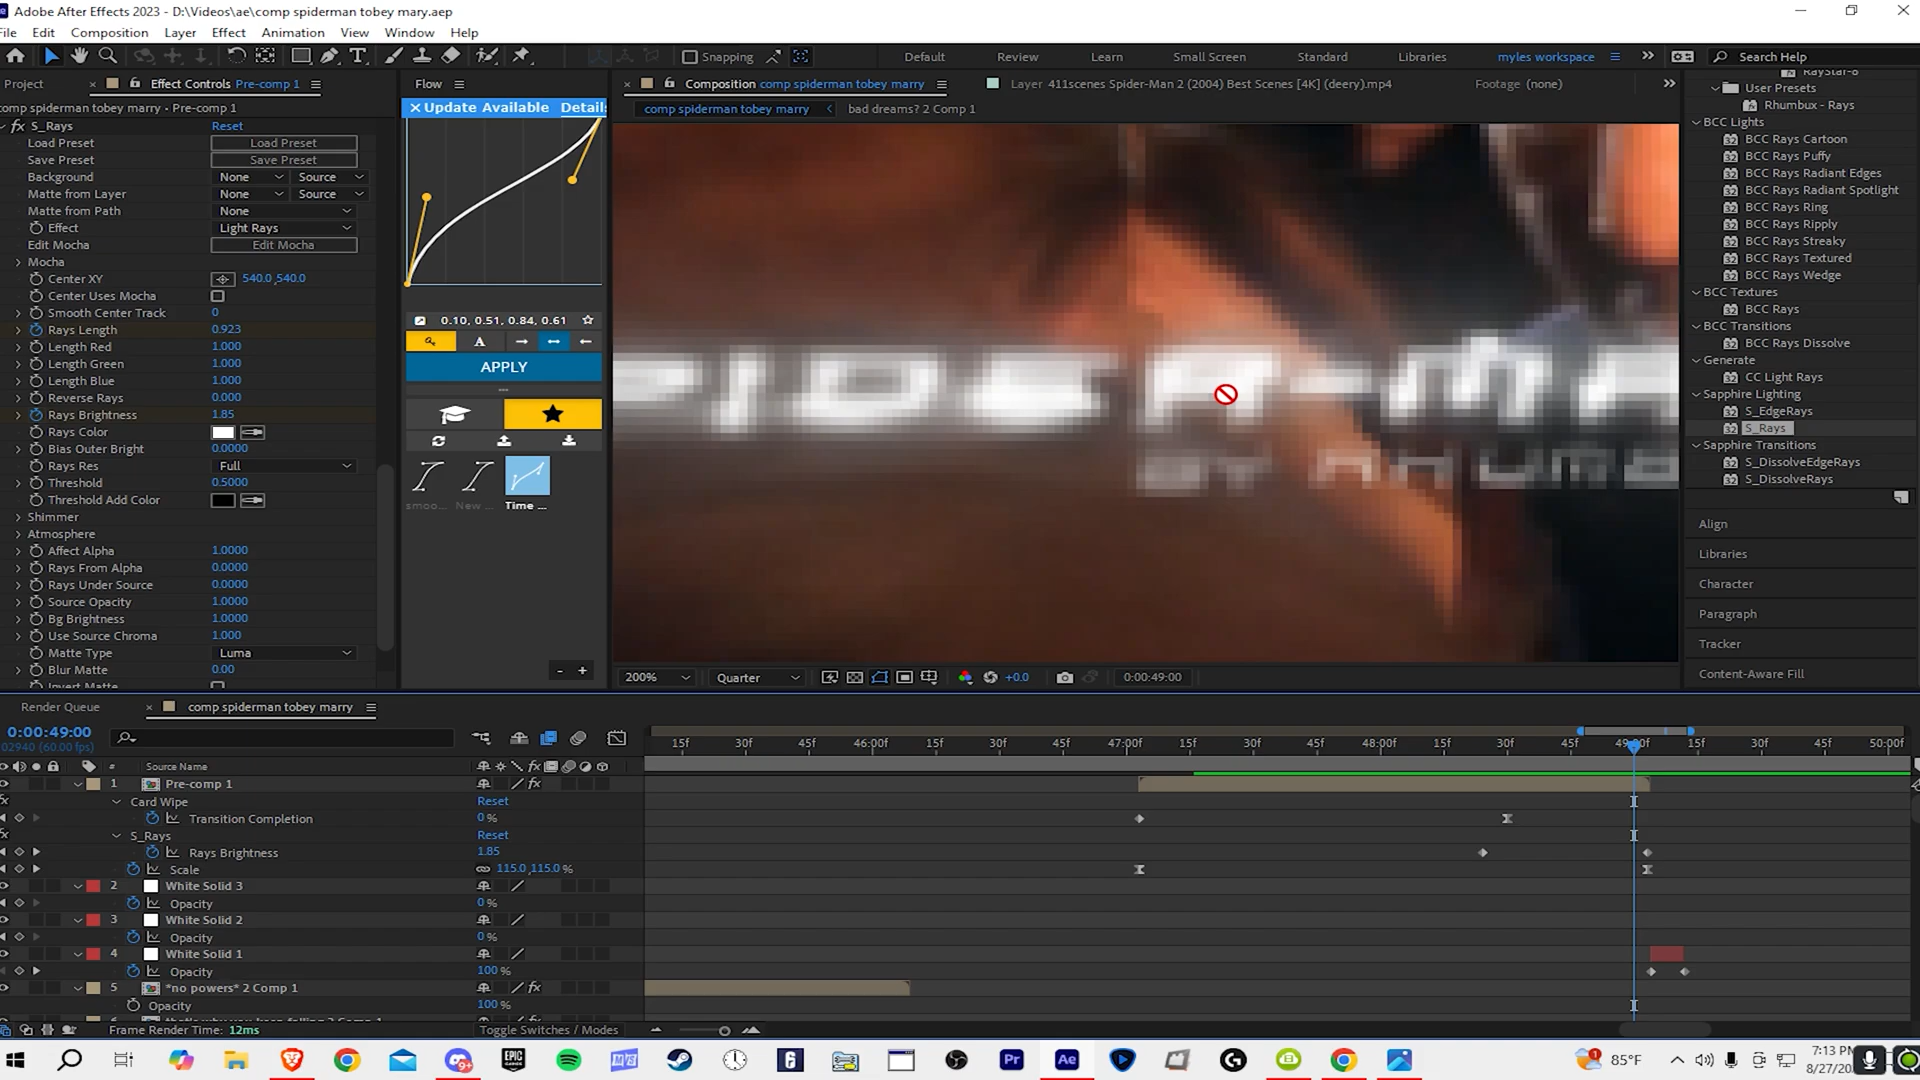 Adobe After Effects 2023 - D:\Videos\ae\comp spiderman tobey mary.aep
File Edit Composition Layer Effect Animation View Window Help
Snapping Default Review Learn Small Screen Standard Libraries myles workspace Search Help
Project Effect Controls Pre-comp 1
comp spiderman tobey marry • Pre-comp 1
fx S_Rays Reset
Load Preset Load Preset
Save Preset Save Preset
Background None Source
Matte from Layer None Source
Matte from Path None
Effect Light Rays
Edit Mocha Edit Mocha
Mocha
Center XY 540.0,540.0
Center Uses Mocha
Smooth Center Track 0
Rays Length 0.923
Length Red 1.000
Length Green 1.000
Length Blue 1.000
Reverse Rays 0.000
Rays Brightness 1.85
Rays Color
Bias Outer Bright 0.0000
Rays Res Full
Threshold 0.5000
Threshold Add Color
Shimmer
Atmosphere
Affect Alpha 1.0000
Rays From Alpha 0.0000
Rays Under Source 0.0000
Source Opacity 1.0000
Bg Brightness 1.0000
Use Source Chroma 1.000
Matte Type Luma
Blur Matte 0.00
Invert Matte
Flow
Update Available Details
0.10, 0.51, 0.84, 0.61
A
APPLY
smoo... New ... Time ...
- +
Composition comp spiderman tobey marry Layer 411scenes Spider-Man 2 (2004) Best Scenes [4K] (deery).mp4 Footage (none)
comp spiderman tobey marry bad dreams? 2 Comp 1
200% Quarter +0.0 0:00:49:00
RayStar-8
User Presets
Rhumbux - Rays
BCC Lights
BCC Rays Cartoon
BCC Rays Puffy
BCC Rays Radiant Edges
BCC Rays Radiant Spotlight
BCC Rays Ring
BCC Rays Ripply
BCC Rays Streaky
BCC Rays Textured
BCC Rays Wedge
BCC Textures
BCC Rays
BCC Transitions
BCC Rays Dissolve
Generate
CC Light Rays
Sapphire Lighting
S_EdgeRays
S_Rays
Sapphire Transitions
S_DissolveEdgeRays
S_DissolveRays
Align
Libraries
Character
Paragraph
Tracker
Content-Aware Fill
Render Queue comp spiderman tobey marry
0:00:49:00
02940 (60.00 fps)
15f 30f 45f 46:00f 15f 30f 45f 47:00f 15f 30f 45f 48:00f 15f 30f 45f 49:00f 15f 30f 45f 50:00f
# Source Name
1 Pre-comp 1
Card Wipe Reset
Transition Completion 0 %
S_Rays Reset
Rays Brightness 1.85
Scale 115.0,115.0 %
2 White Solid 3
Opacity 0 %
3 White Solid 2
Opacity 0 %
4 White Solid 1
Opacity 100 %
5 *no powers* 2 Comp 1
Opacity 100 %
Frame Render Time: 12ms Toggle Switches / Modes
85°F
7:13 PM